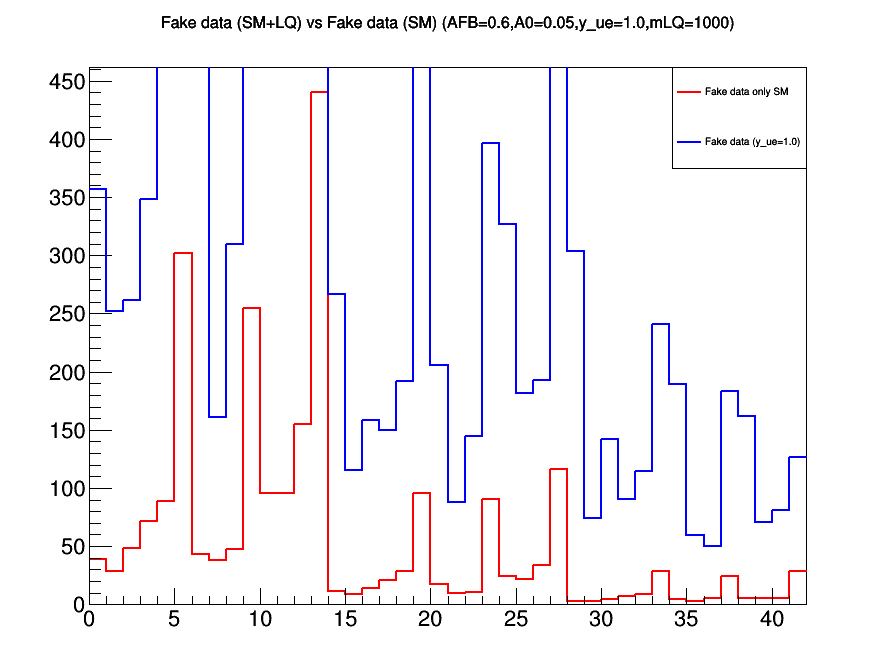 Fake data (SM+LQ) vs Fake data (SM) (AFB=0.6,A0=0.05,y_ue=1.0,mLQ=1000)
450
Fake data only SM
400
Fake data (y_ue=1.0)
350
300
250
200
150
100
50
0
0 5 10 15 20 25 30 35 40